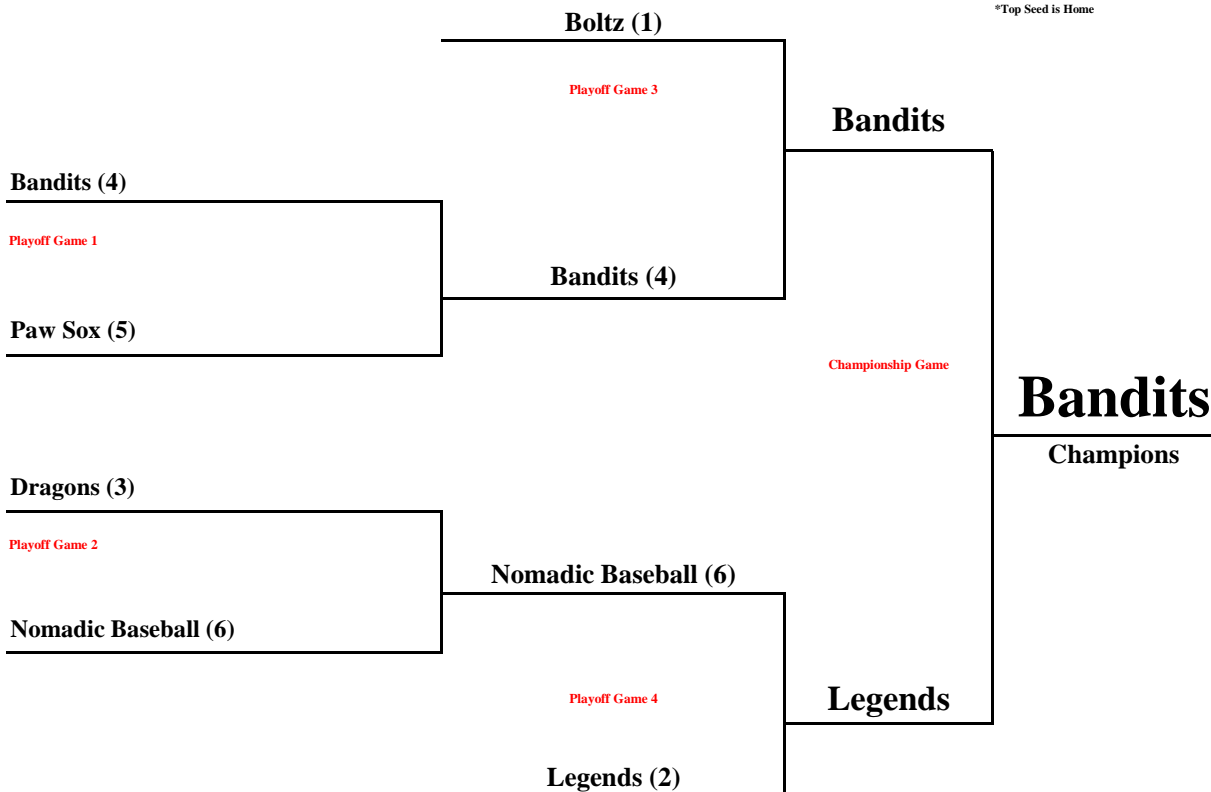 *Top Seed is Home
Boltz (1)
Playoff Game 3
Bandits
Bandits (4)
Playoff Game 1
Bandits (4)
Paw Sox (5)
Championship Game
Bandits
Champions
Dragons (3)
Playoff Game 2
Nomadic Baseball (6)
Nomadic Baseball (6)
Playoff Game 4
Legends
Legends (2)